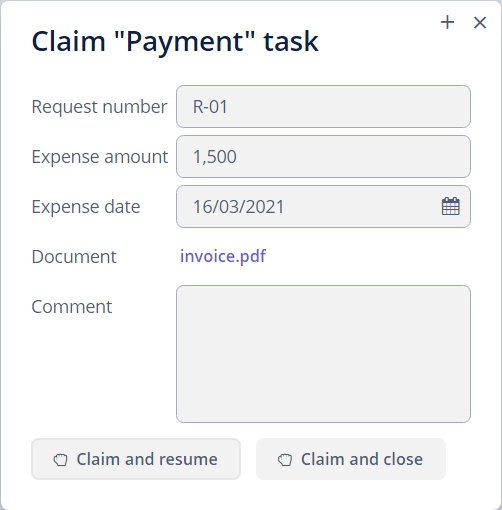 Claim "Payment" task
Request number R-01
Expense amount 1,500
Expense date 16/03/2021
Document invoice.pdf
Comment
Claim and resume Claim and close